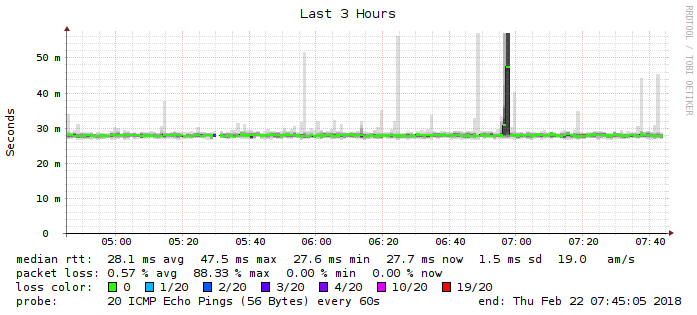 Last 3 Hours
RRDTOOL / TOBI OETIKER
Seconds
50 m
40 m
30 m
20 m
10 m
0
05:00 05:20 05:40 06:00 06:20 06:40 07:00 07:20 07:40
median rtt: 28.1 ms avg 47.5 ms max 27.6 ms min 27.7 ms now 1.5 ms sd 19.0 am/s
packet loss: 0.57 % avg 88.33 % max 0.00 % min 0.00 % now
loss color: 0 1/20 2/20 3/20 4/20 10/20 19/20
probe: 20 ICMP Echo Pings (56 Bytes) every 60s end: Thu Feb 22 07:45:05 2018